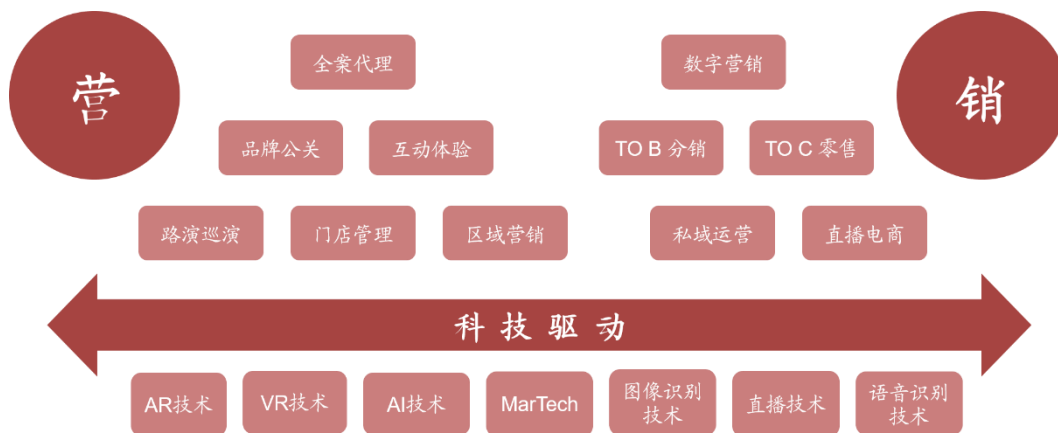 营
销
全案代理
数字营销
品牌公关
互动体验
TO B 分销
TO C 零售
路演巡演
门店管理
区域营销
私域运营
直播电商
科技驱动
AR技术
VR技术
AI技术
MarTech
图像识别
技术
直播技术
语音识别
技术